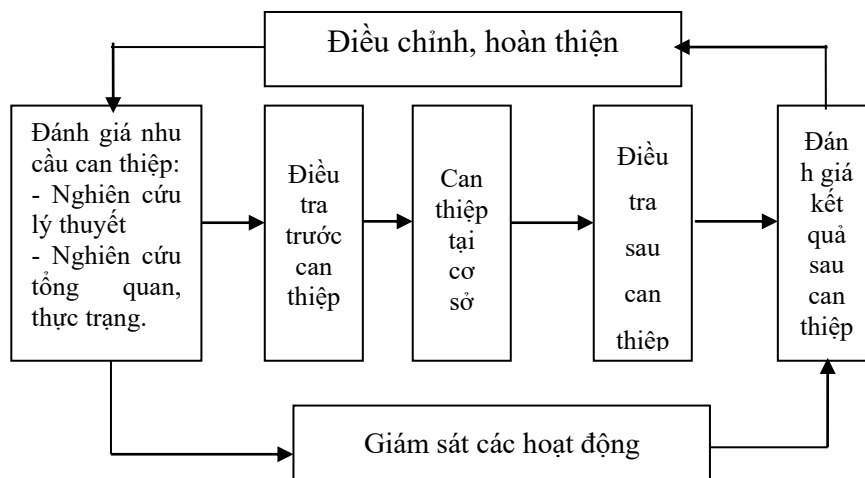 Điều chỉnh, hoàn thiện
Đánh giá nhu
cầu can thiệp:
- Nghiên cứu
lý thuyết
- Nghiên cứu
tổng quan,
thực trạng.
Điều
tra
trước
can
thiệp
Can
thiệp
tại
cơ
sở
Điều
tra
sau
can
thiệp
Đán
h giá
kết
quả
sau
can
thiệp
Giám sát các hoạt động